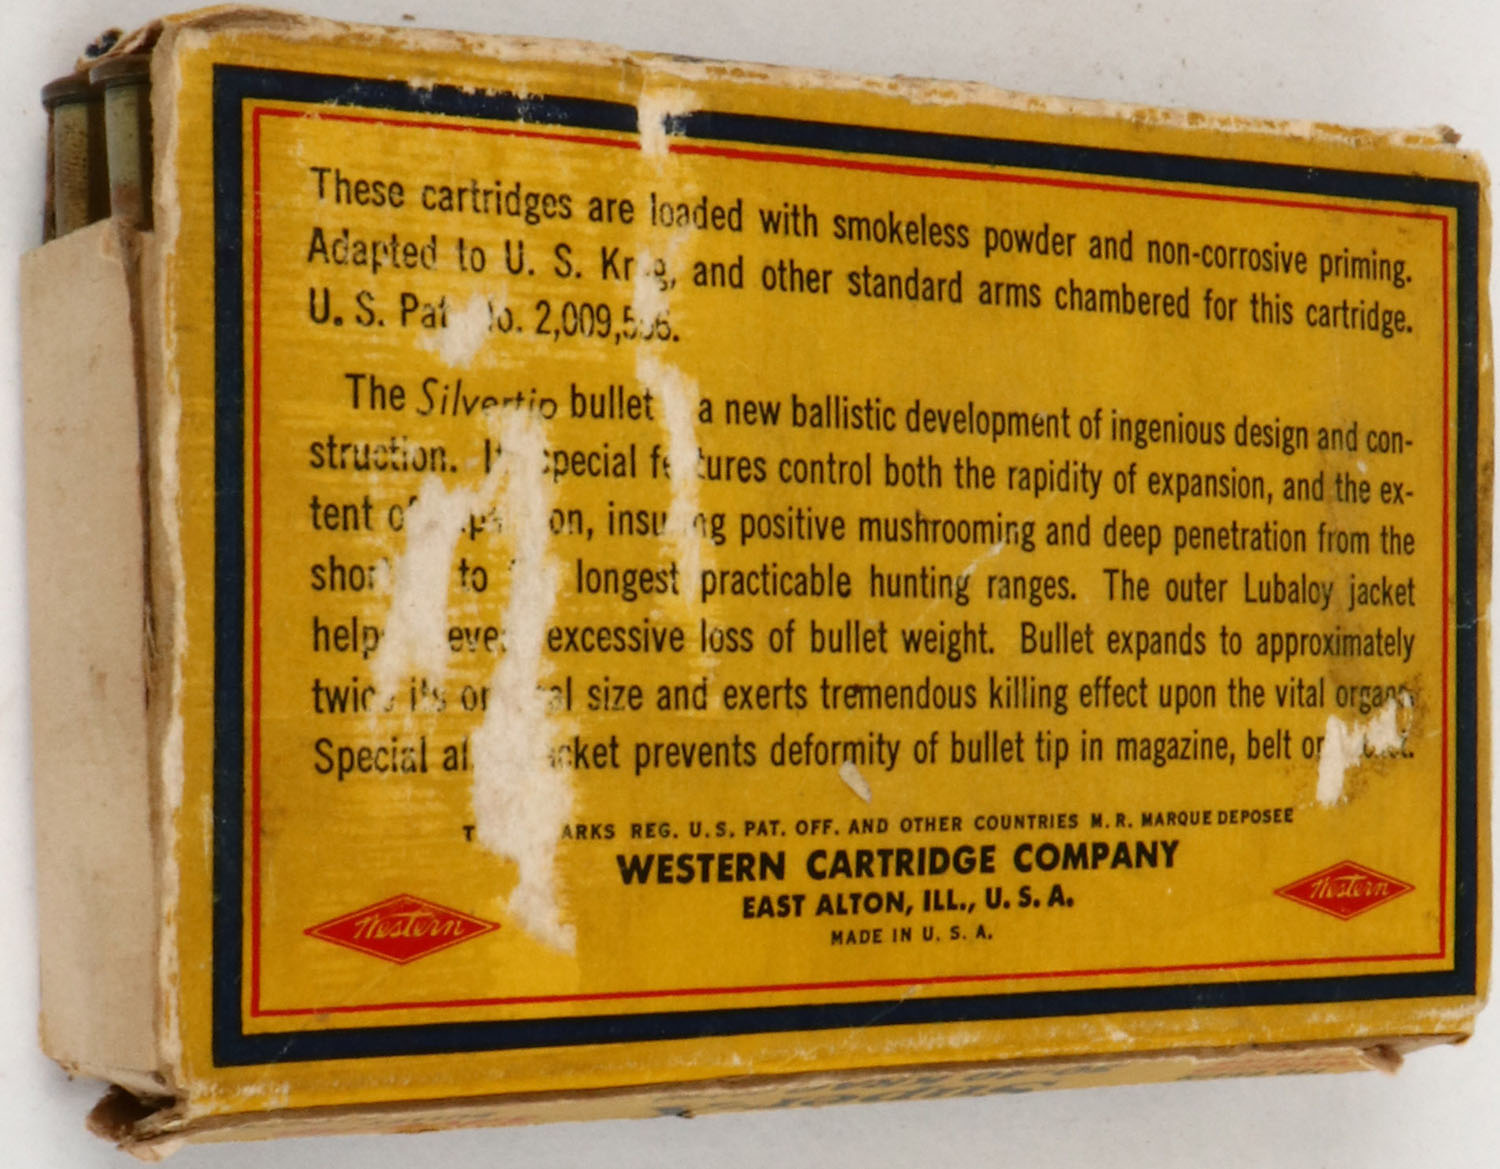 These cartridges are loaded with smokeless powder and non-corrosive priming.
Adapted to U. S. and other standard arms chambered for this cartridge.
U. S. Pat.
The Silvertip bullet a new ballistic development of ingenious design and con-
struction. special features control both the rapidity of expansion, and the ex-
tent positive mushrooming and deep penetration from the
to longest practicable hunting ranges. The outer Lubaloy jacket
excessive loss of bullet weight. Bullet expands to approximately
twice its size and exerts tremendous killing effect upon the vital organs.
Special prevents deformity of bullet tip in magazine, belt or
REG. U. S. PAT. OFF. AND OTHER COUNTRIES M. R. MARQUE DEPOSEE
WESTERN CARTRIDGE COMPANY
EAST ALTON, ILL., U. S. A.
MADE IN U. S. A.
Western
Western